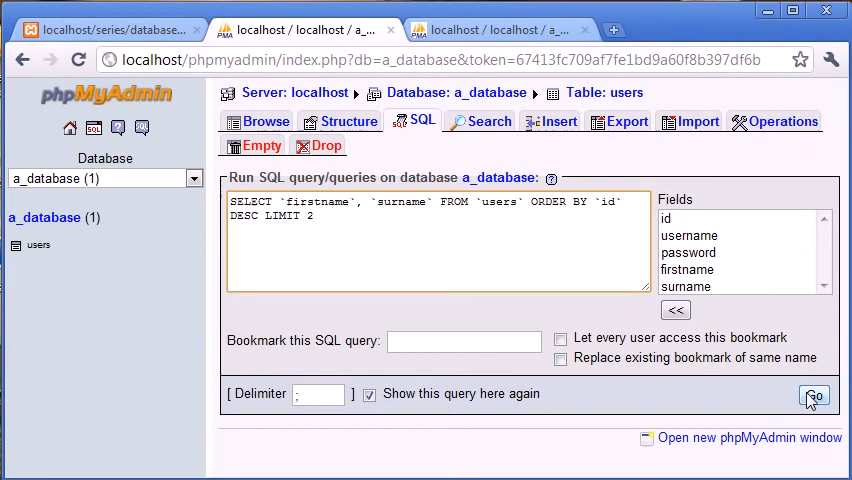 localhost/series/database...
localhost / localhost / a_...
localhost / localhost / a_...
localhost/phpmyadmin/index.php?db=a_database&token=67413fc709af7fe1bd9a60f8b397df6b
phpMyAdmin
Server: localhost Database: a_database Table: users
Browse Structure SQL Search Insert Export Import Operations
Empty Drop
SQL
Database
a_database (1)
a_database (1)
users
Run SQL query/queries on database a_database:
SELECT `firstname`, `surname` FROM `users` ORDER BY `id`
DESC LIMIT 2
Fields
id
username
password
firstname
surname
<<
Bookmark this SQL query:
Let every user access this bookmark
Replace existing bookmark of same name
[ Delimiter ; ] Show this query here again
Go
Open new phpMyAdmin window